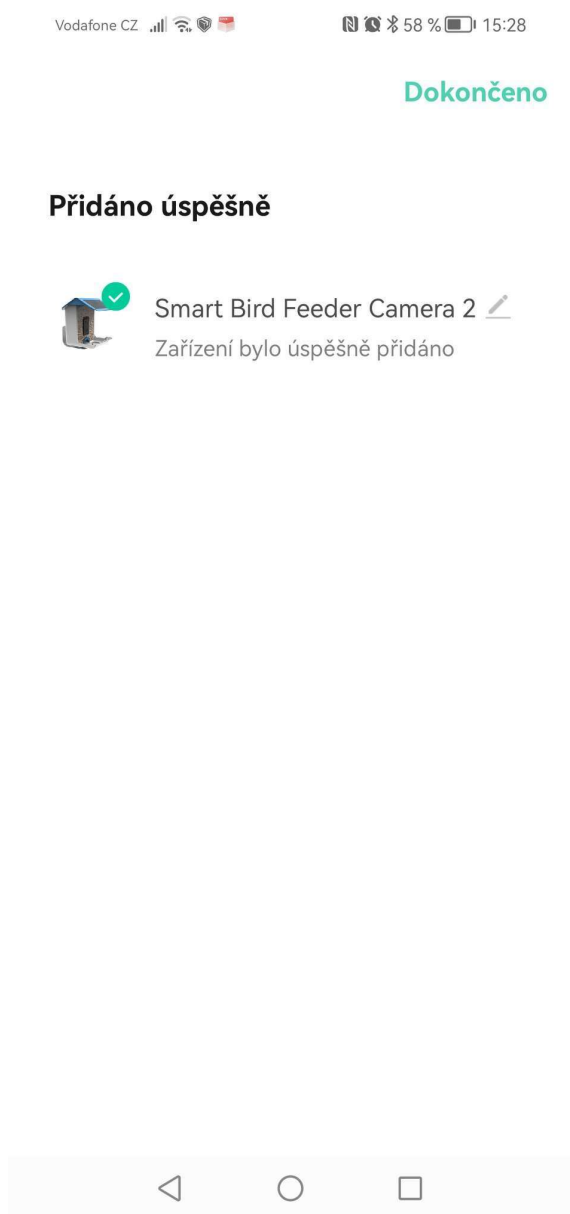 Vodafone CZ 58 % 15:28
Dokončeno
Přidáno úspěšně
Smart Bird Feeder Camera 2
Zařízení bylo úspěšně přidáno